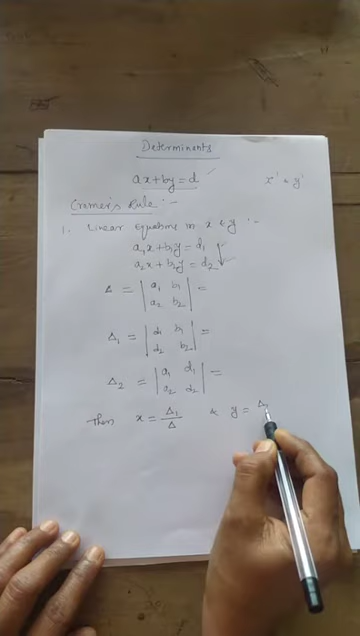 Determinants
ax+by=d
x' & y'
Cramer's Rule :-
1. Linear Equations in x & y :-
a₁x+b₁y=d₁
a₂x+b₂y=d₂
Δ = | a₁ b₁ | =
| a₂ b₂ |
Δ₁ = | d₁ b₁ | =
| d₂ b₂ |
Δ₂ = | a₁ d₁ | =
| a₂ d₂ |
then x = Δ₁/Δ & y = Δ₂